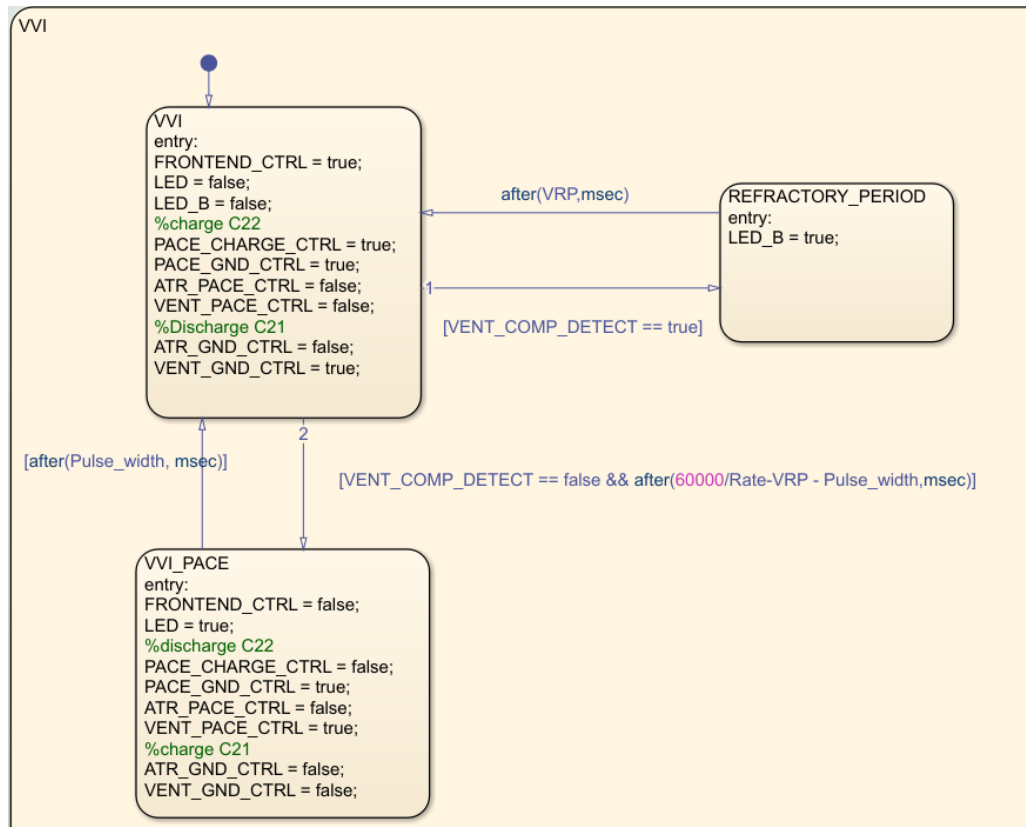 VVI
VVI
entry:
FRONTEND_CTRL = true;
LED = false;
LED_B = false;
%charge C22
PACE_CHARGE_CTRL = true;
PACE_GND_CTRL = true;
ATR_PACE_CTRL = false;
VENT_PACE_CTRL = false;
%Discharge C21
ATR_GND_CTRL = false;
VENT_GND_CTRL = true;
after(VRP,msec)
REFRACTORY_PERIOD
entry:
LED_B = true;
1
[VENT_COMP_DETECT == true]
2
[after(Pulse_width, msec)]
[VENT_COMP_DETECT == false && after(60000/Rate-VRP - Pulse_width,msec)]
VVI_PACE
entry:
FRONTEND_CTRL = false;
LED = true;
%discharge C22
PACE_CHARGE_CTRL = false;
PACE_GND_CTRL = true;
ATR_PACE_CTRL = false;
VENT_PACE_CTRL = true;
%charge C21
ATR_GND_CTRL = false;
VENT_GND_CTRL = false;